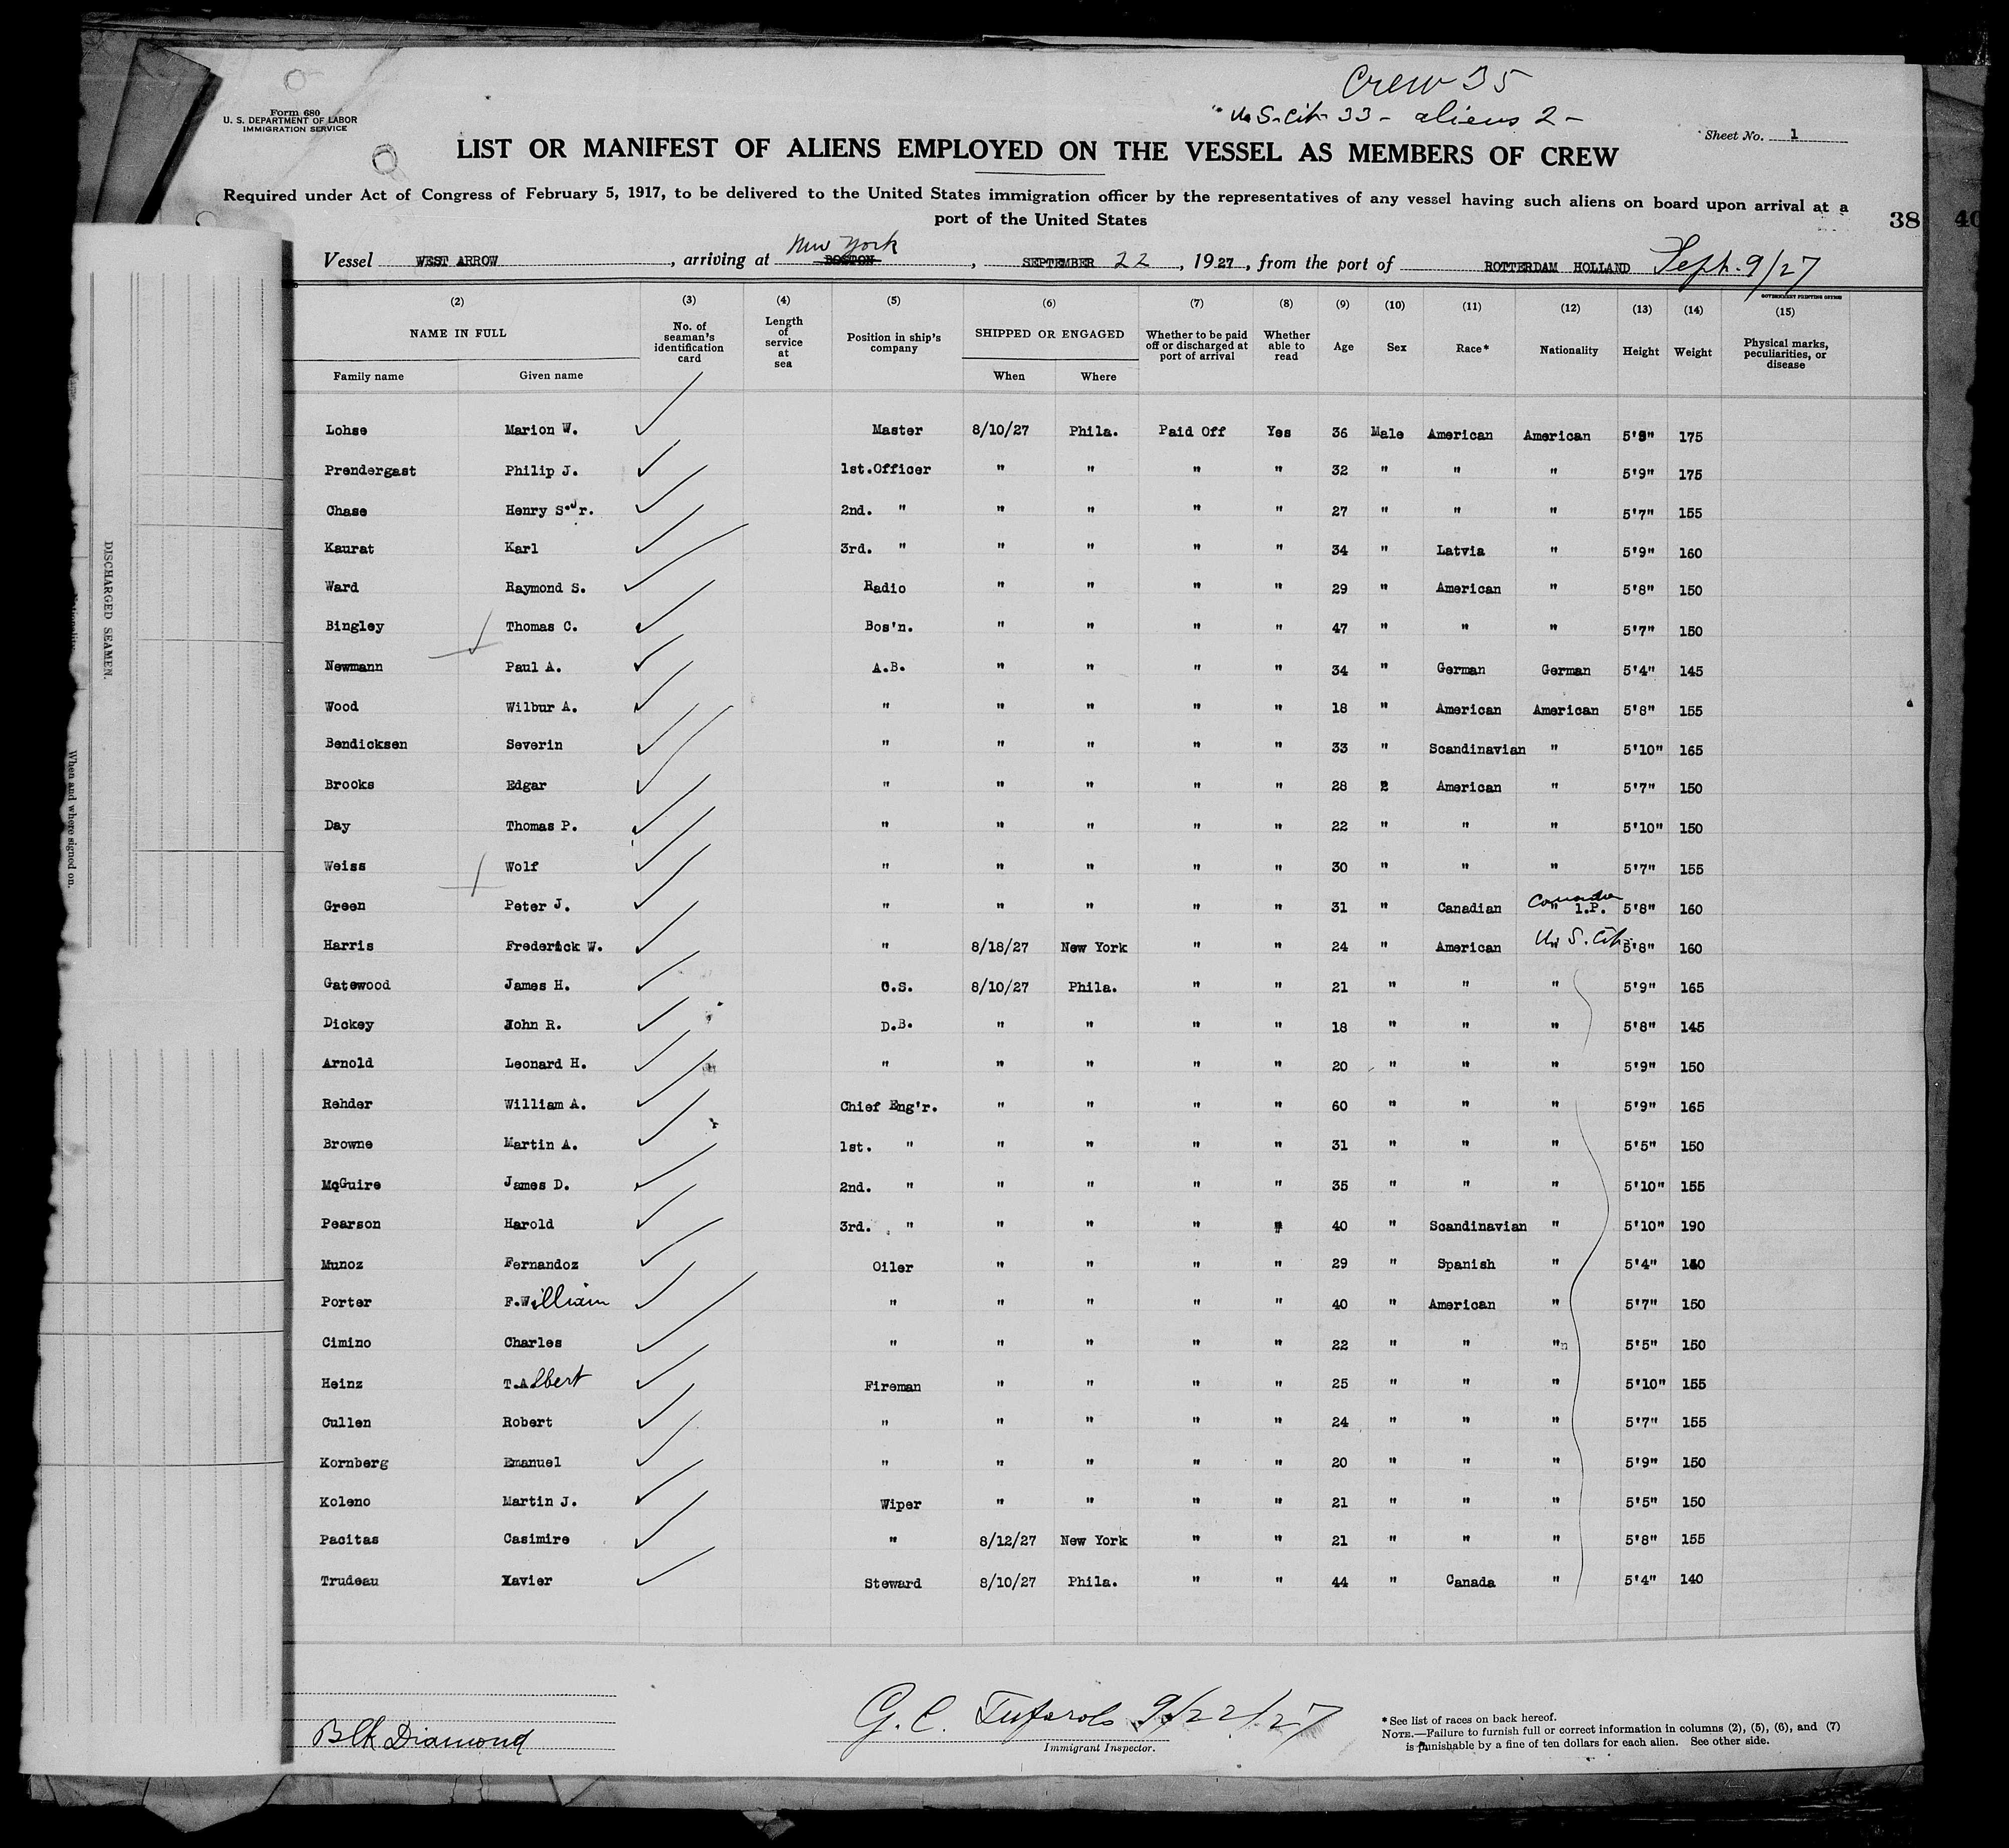 Crew 35
U.S. Cit 33 - aliens 2 -
Form 680
U. S. DEPARTMENT OF LABOR
IMMIGRATION SERVICE
Sheet No. 1
LIST OR MANIFEST OF ALIENS EMPLOYED ON THE VESSEL AS MEMBERS OF CREW
Required under Act of Congress of February 5, 1917, to be delivered to the United States immigration officer by the representatives of any vessel having such aliens on board upon arrival at a
port of the United States
38 40
Vessel WEST ARROW, arriving at BOSTON New York, SEPTEMBER 22, 1927, from the port of ROTTERDAM HOLLAND Sept. 9/27
GOVERNMENT PRINTING OFFICE
(2) (3) (4) (5) (6) (7) (8) (9) (10) (11) (12) (13) (14) (15)
NAME IN FULL No. of seaman's identification card Length of service at sea Position in ship's company SHIPPED OR ENGAGED Whether to be paid off or discharged at port of arrival Whether able to read Age Sex Race* Nationality Height Weight Physical marks, peculiarities, or disease
Family name Given name When Where
Lohse Marion W. Master 8/10/27 Phila. Paid Off Yes 36 Male American American 5'8" 175
Prendergast Philip J. 1st.Officer " " " " 32 " " " 5'9" 175
Chase Henry S.Jr. 2nd. " " " " " 27 " " " 5'7" 155
Kaurat Karl 3rd. " " " " " 34 " Latvia " 5'9" 160
Ward Raymond S. Radio " " " " 29 " American " 5'8" 150
Bingley Thomas C. Bos'n. " " " " 47 " " " 5'7" 150
Newmann Paul A. A.B. " " " " 34 " German German 5'4" 145
Wood Wilbur A. " " " " " 18 " American American 5'8" 155
Bendicksen Severin " " " " " 33 " Scandinavian " 5'10" 165
Brooks Edgar " " " " " 28 " American " 5'7" 150
Day Thomas P. " " " " " 22 " " " 5'10" 150
Weiss Wolf " " " " " 30 " " " 5'7" 155
Green Peter J. " " " " " 31 " Canadian Canada " 1.P. 5'8" 160
Harris Frederick W. " 8/18/27 New York " " 24 " American U.S. Cit. 5'8" 160
Gatewood James H. O.S. 8/10/27 Phila. " " 21 " " " 5'9" 165
Dickey John R. D.B. " " " " 18 " " " 5'8" 145
Arnold Leonard H. " " " " " 20 " " " 5'9" 150
Rehder William A. Chief Eng'r. " " " " 60 " " " 5'9" 165
Browne Martin A. 1st. " " " " " 31 " " " 5'5" 150
McGuire James D. 2nd. " " " " " 35 " " " 5'10" 155
Pearson Harold 3rd. " " " " " 40 " Scandinavian " 5'10" 190
Munoz Fernandoz Oiler " " " " 29 " Spanish " 5'4"
Porter F.William " " " " " 40 " American " 5'7" 150
Cimino Charles " " " " " 22 " " " 5'5" 150
Heinz T.Albert Fireman " " " " 25 " " " 5'10" 155
Cullen Robert " " " " " 24 " " " 5'7" 155
Kornberg Emanuel " " " " " 20 " " " 5'9" 150
Koleno Martin J. Wiper " " " " 21 " " " 5'5" 150
Pacitas Casimire " 8/12/27 New York " " 21 " " " 5'8" 155
Trudeau Xavier Steward 8/10/27 Phila. " " 44 " Canada " 5'4" 140
DISCHARGED SEAMEN.
When and where signed on.
Blk Diamond
G. C. 9/22/27
Immigrant Inspector.
*See list of races on back hereof.
NOTE.—Failure to furnish full or correct information in columns (2), (5), (6), and (7)
is punishable by a fine of ten dollars for each alien. See other side.